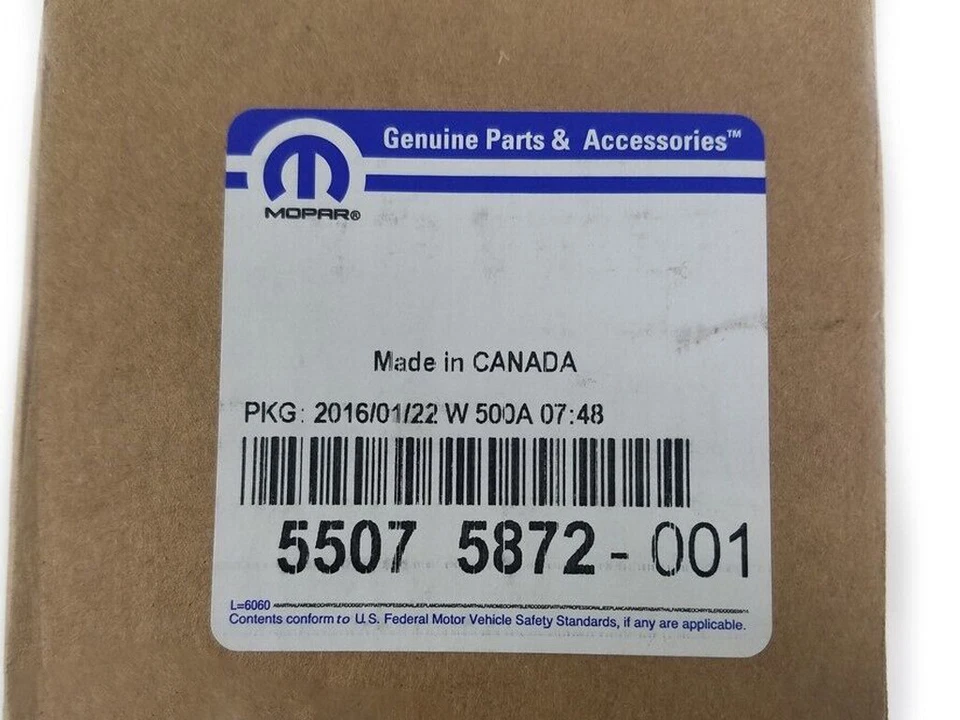 Genuine Parts & Accessories™
MOPAR®
Made in CANADA
PKG: 2016/01/22 W 500A 07:48
5507 5872-001
L=6060
Contents conform to U.S. Federal Motor Vehicle Safety Standards, if any are applicable.